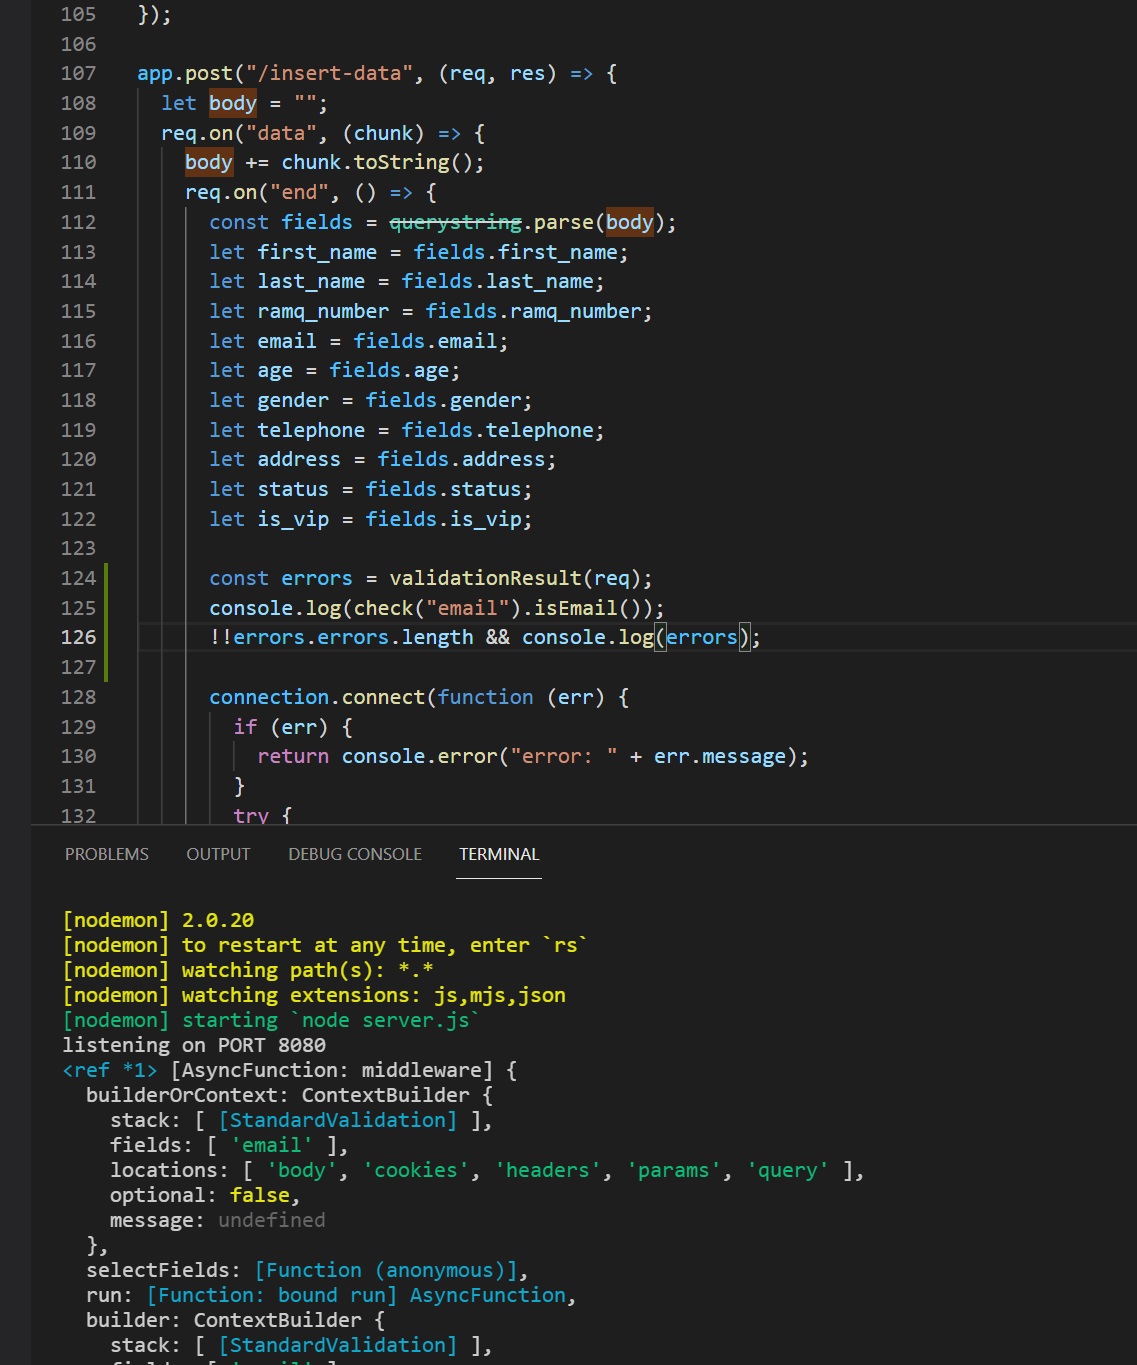 105 });
106
107 app.post("/insert-data", (req, res) => {
108 let body = "";
109 req.on("data", (chunk) => {
110 body += chunk.toString();
111 req.on("end", () => {
112 const fields = querystring.parse(body);
113 let first_name = fields.first_name;
114 let last_name = fields.last_name;
115 let ramq_number = fields.ramq_number;
116 let email = fields.email;
117 let age = fields.age;
118 let gender = fields.gender;
119 let telephone = fields.telephone;
120 let address = fields.address;
121 let status = fields.status;
122 let is_vip = fields.is_vip;
123
124 const errors = validationResult(req);
125 console.log(check("email").isEmail());
126 !!errors.errors.length && console.log(errors);
127
128 connection.connect(function (err) {
129 if (err) {
130 return console.error("error: " + err.message);
131 }
132 try {
PROBLEMS OUTPUT DEBUG CONSOLE TERMINAL
[nodemon] 2.0.20
[nodemon] to restart at any time, enter `rs`
[nodemon] watching path(s): *.*
[nodemon] watching extensions: js,mjs,json
[nodemon] starting `node server.js`
listening on PORT 8080
<ref *1> [AsyncFunction: middleware] {
builderOrContext: ContextBuilder {
stack: [ [StandardValidation] ],
fields: [ 'email' ],
locations: [ 'body', 'cookies', 'headers', 'params', 'query' ],
optional: false,
message: undefined
},
selectFields: [Function (anonymous)],
run: [Function: bound run] AsyncFunction,
builder: ContextBuilder {
stack: [ [StandardValidation] ],